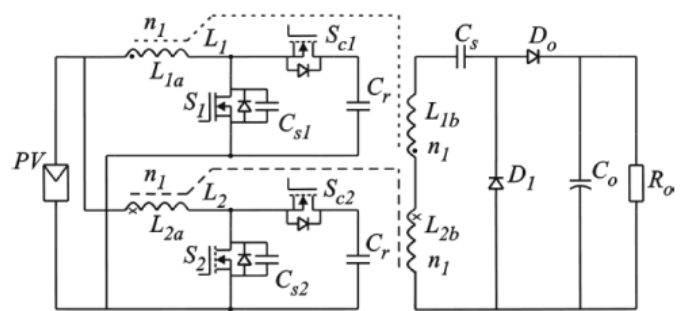 n1 L1 Sc1 Cs Do
L1a Cr L1b
S1 Cs1 n1
PV n1 L2 Sc2 D1 Co Ro
L2a Cr L2b
S2 Cs2 n1